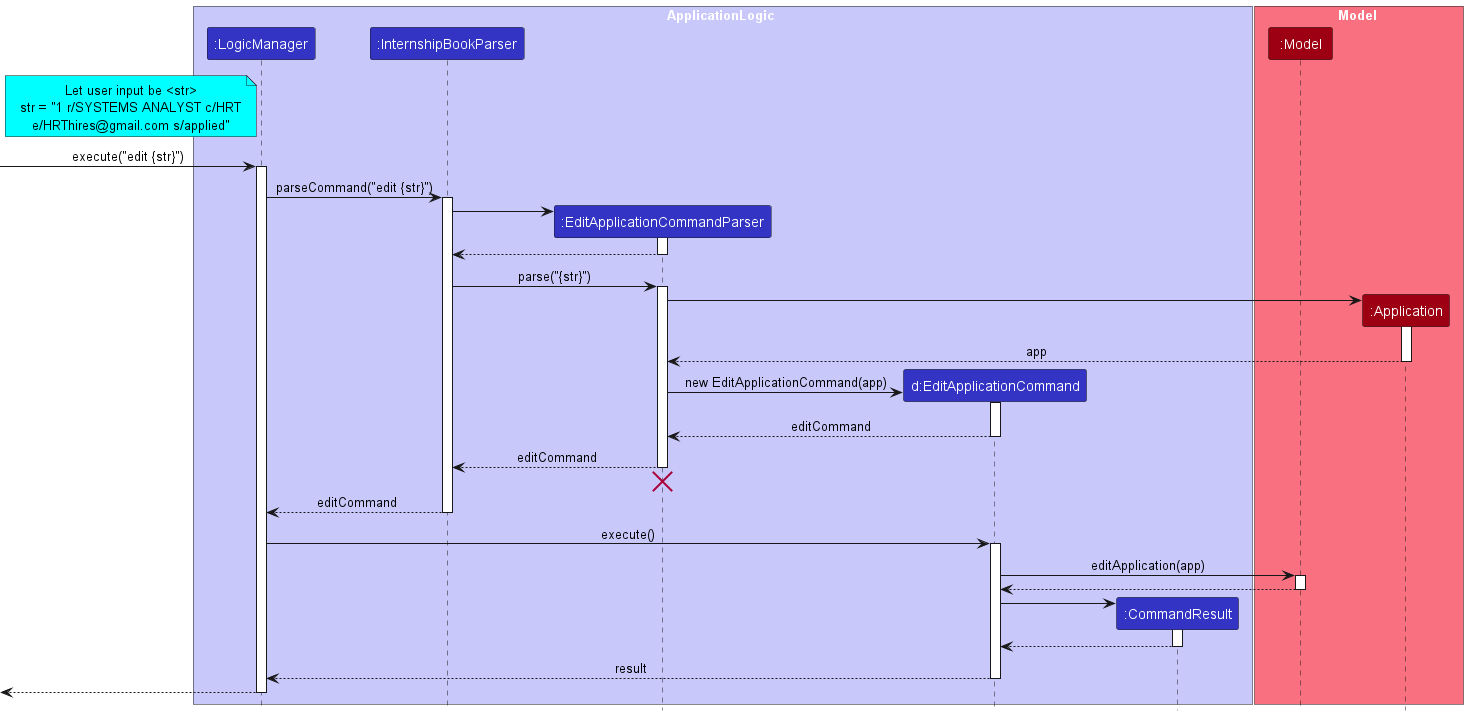 ApplicationLogic
Model
:LogicManager
:InternshipBookParser
:Model
Let user input be <str>
str = "1 r/SYSTEMS ANALYST c/HRT
e/HRThires@gmail.com s/applied"
execute("edit {str}")
parseCommand("edit {str}")
:EditApplicationCommandParser
parse("{str}")
:Application
app
new EditApplicationCommand(app)
d:EditApplicationCommand
editCommand
editCommand
editCommand
execute()
editApplication(app)
:CommandResult
result